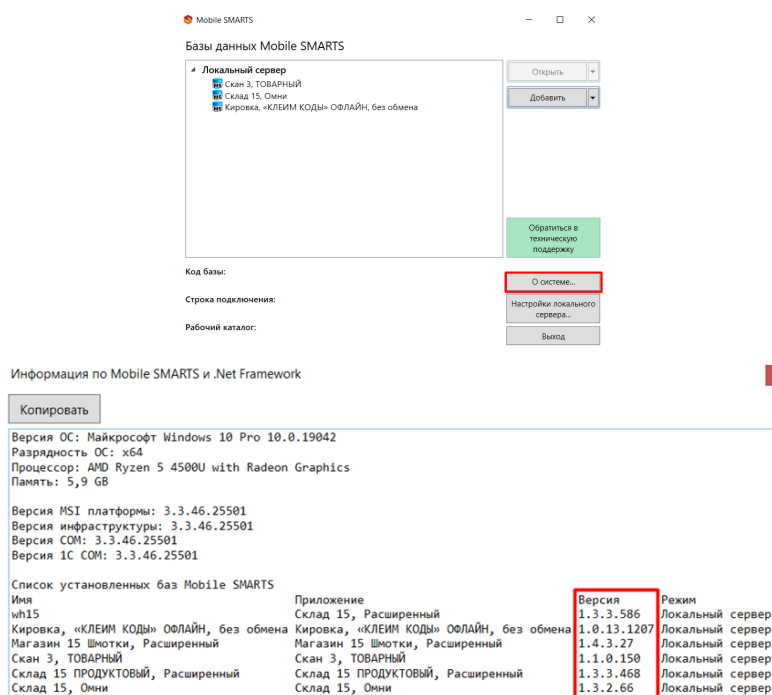 Mobile SMARTS
Базы данных Mobile SMARTS
Локальный сервер
Скан 3, ТОВАРНЫЙ
Склад 15, Омни
Кировка, «КЛЕИМ КОДЫ» ОФЛАЙН, без обмена
Открыть
Добавить
Обратиться в
техническую
поддержку
Код базы:
О системе...
Строка подключения:
Настройки локального
сервера...
Рабочий каталог:
Выход
Информация по Mobile SMARTS и .Net Framework
Копировать
Версия ОС: Майкрософт Windows 10 Pro 10.0.19042
Разрядность ОС: x64
Процессор: AMD Ryzen 5 4500U with Radeon Graphics
Память: 5,9 GB
Версия MSI платформы: 3.3.46.25501
Версия инфраструктуры: 3.3.46.25501
Версия COM: 3.3.46.25501
Версия 1C COM: 3.3.46.25501
Список установленных баз Mobile SMARTS
Имя Приложение Версия Режим
wh15 Склад 15, Расширенный 1.3.3.586 Локальный сервер
Кировка, «КЛЕИМ КОДЫ» ОФЛАЙН, без обмена Кировка, «КЛЕИМ КОДЫ» ОФЛАЙН, без обмена 1.0.13.1207 Локальный сервер
Магазин 15 Шмотки, Расширенный Магазин 15 Шмотки, Расширенный 1.4.3.27 Локальный сервер
Скан 3, ТОВАРНЫЙ Скан 3, ТОВАРНЫЙ 1.1.0.150 Локальный сервер
Склад 15 ПРОДУКТОВЫЙ, Расширенный Склад 15 ПРОДУКТОВЫЙ, Расширенный 1.3.3.468 Локальный сервер
Склад 15, Омни Склад 15, Омни 1.3.2.66 Локальный сервер